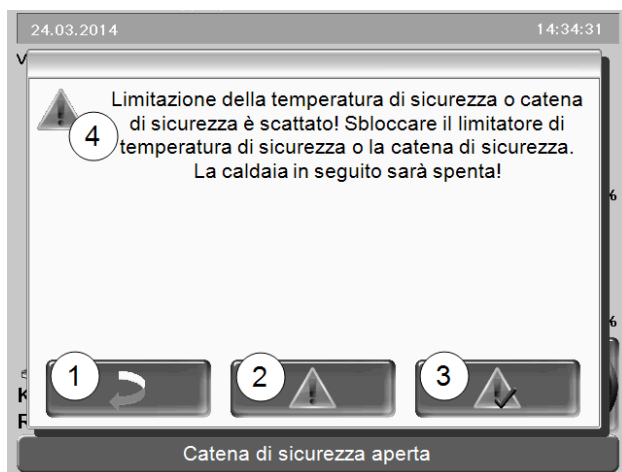 24.03.2014 14:34:31
V
Limitazione della temperatura di sicurezza o catena
di sicurezza è scattato! Sbloccare il limitatore di
temperatura di sicurezza o la catena di sicurezza.
La caldaia in seguito sarà spenta!
4
%
%
1 2 3
K
R
Catena di sicurezza aperta